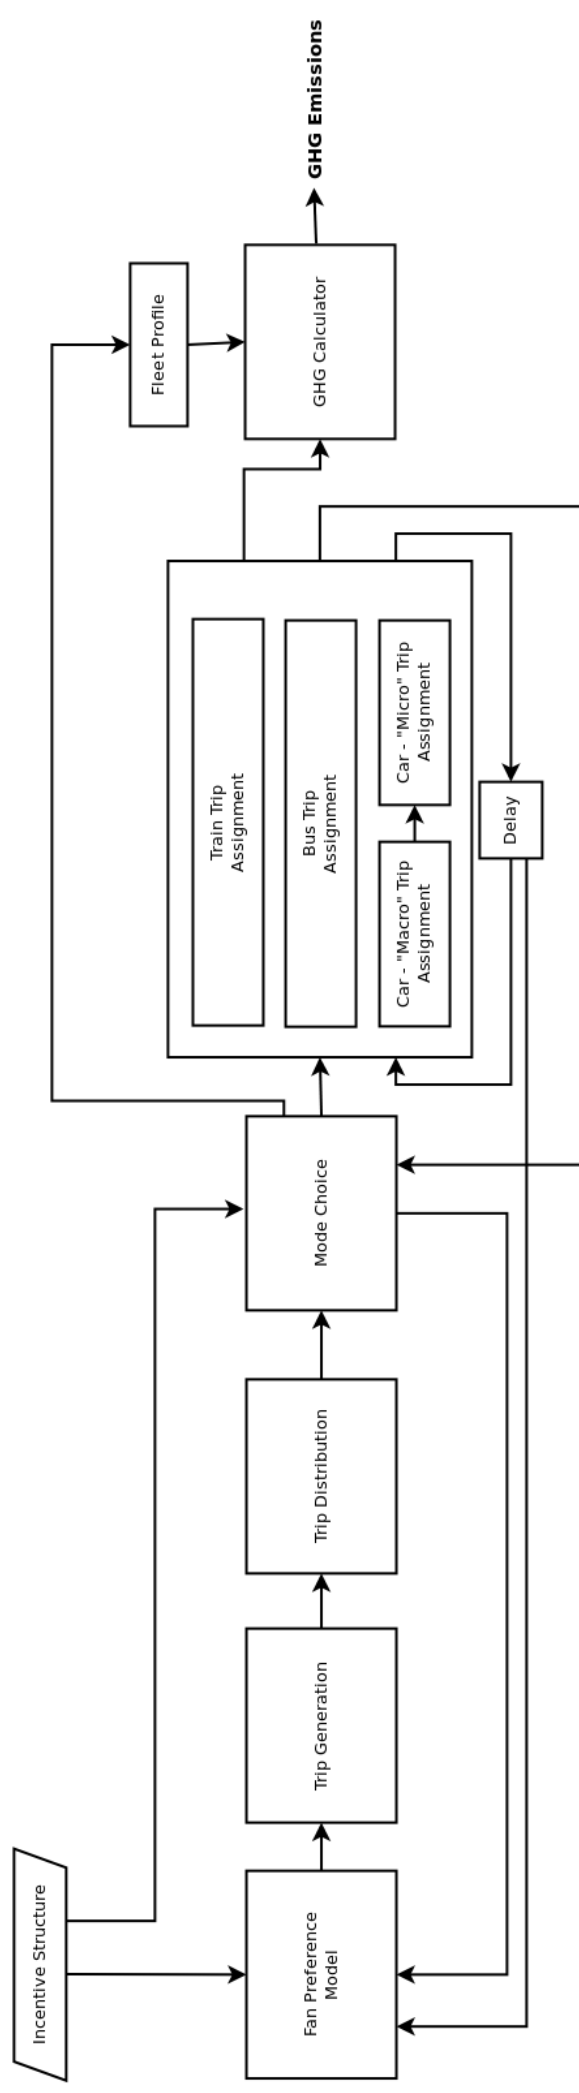 Incentive Structure
Fan Preference
Model
Trip Generation
Trip Distribution
Mode Choice
Train Trip
Assignment
Bus Trip
Assignment
Car - "Macro" Trip
Assignment
Car - "Micro" Trip
Assignment
Delay
Fleet Profile
GHG Calculator
GHG Emissions